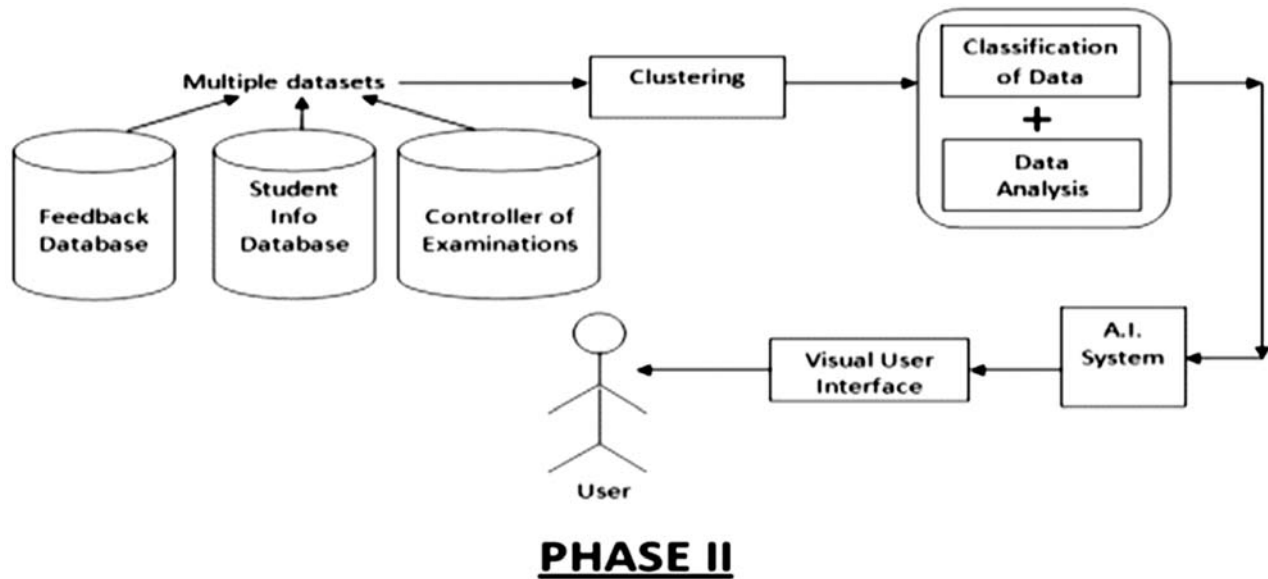 Multiple datasets
Clustering
Classification
of Data
+
Data
Analysis
Feedback
Database
Student
Info
Database
Controller of
Examinations
A.I.
System
Visual User
Interface
User
PHASE II